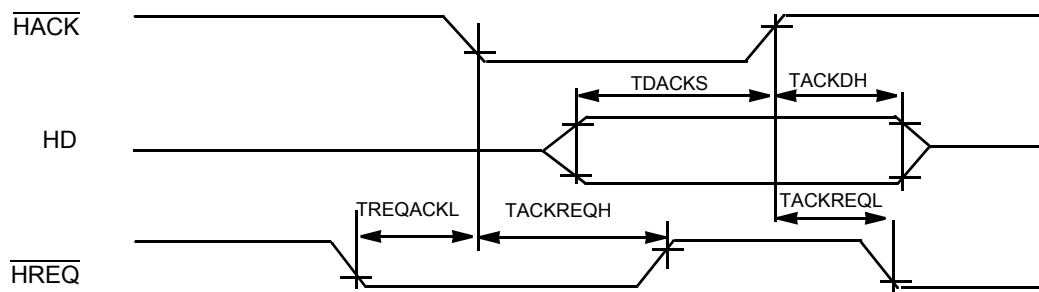 HACK
TDACKS TACKDH
HD
TREQACKL TACKREQH TACKREQL
HREQ